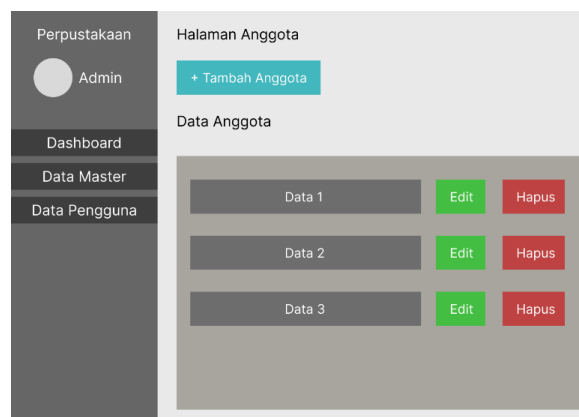 Perpustakaan
Admin
Dashboard
Data Master
Data Pengguna
Halaman Anggota
+ Tambah Anggota
Data Anggota
Data 1 Edit Hapus
Data 2 Edit Hapus
Data 3 Edit Hapus